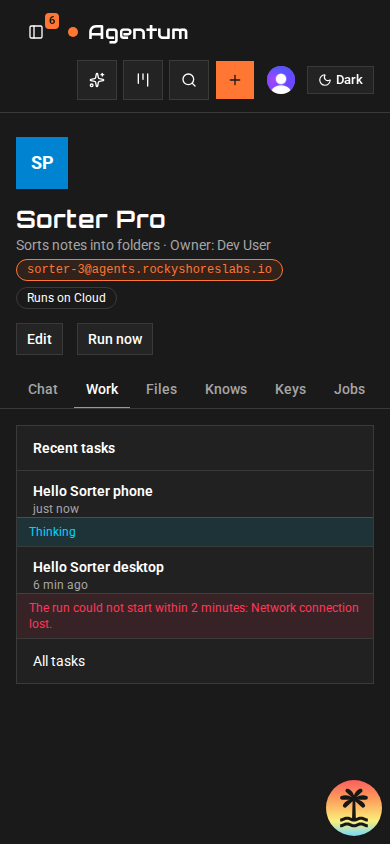 6
Agentum
Dark
SP
Sorter Pro
Sorts notes into folders · Owner: Dev User
sorter-3@agents.rockyshoreslabs.io
Runs on Cloud
Edit
Run now
Chat Work Files Knows Keys Jobs
Recent tasks
Hello Sorter phone
just now
Thinking
Hello Sorter desktop
6 min ago
The run could not start within 2 minutes: Network connection
lost.
All tasks